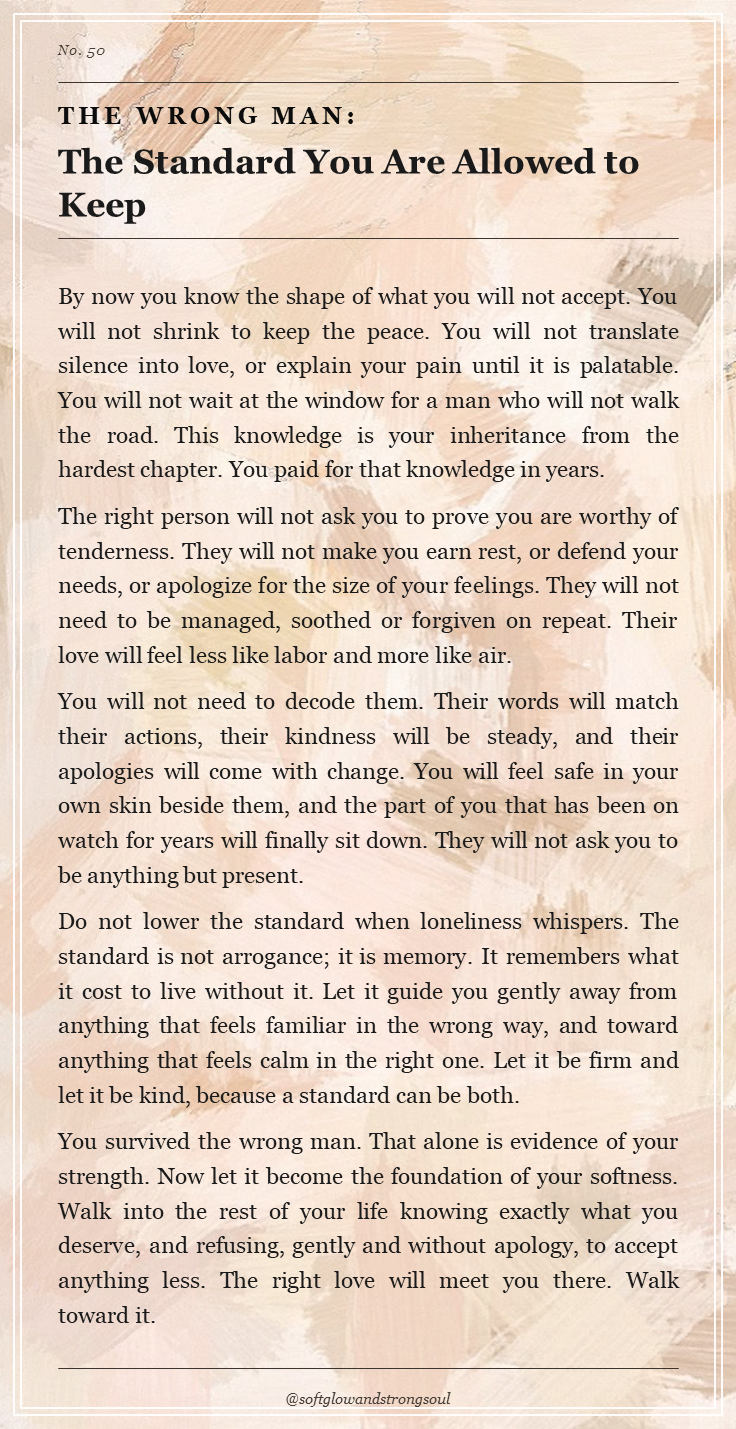 No. 50
THE WRONG MAN:
The Standard You Are Allowed to
Keep
By now you know the shape of what you will not accept. You
will not shrink to keep the peace. You will not translate
silence into love, or explain your pain until it is palatable.
You will not wait at the window for a man who will not walk
the road. This knowledge is your inheritance from the
hardest chapter. You paid for that knowledge in years.
The right person will not ask you to prove you are worthy of
tenderness. They will not make you earn rest, or defend your
needs, or apologize for the size of your feelings. They will not
need to be managed, soothed or forgiven on repeat. Their
love will feel less like labor and more like air.
You will not need to decode them. Their words will match
their actions, their kindness will be steady, and their
apologies will come with change. You will feel safe in your
own skin beside them, and the part of you that has been on
watch for years will finally sit down. They will not ask you to
be anything but present.
Do not lower the standard when loneliness whispers. The
standard is not arrogance; it is memory. It remembers what
it cost to live without it. Let it guide you gently away from
anything that feels familiar in the wrong way, and toward
anything that feels calm in the right one. Let it be firm and
let it be kind, because a standard can be both.
You survived the wrong man. That alone is evidence of your
strength. Now let it become the foundation of your softness.
Walk into the rest of your life knowing exactly what you
deserve, and refusing, gently and without apology, to accept
anything less. The right love will meet you there. Walk
toward it.
@softglowandstrongsoul